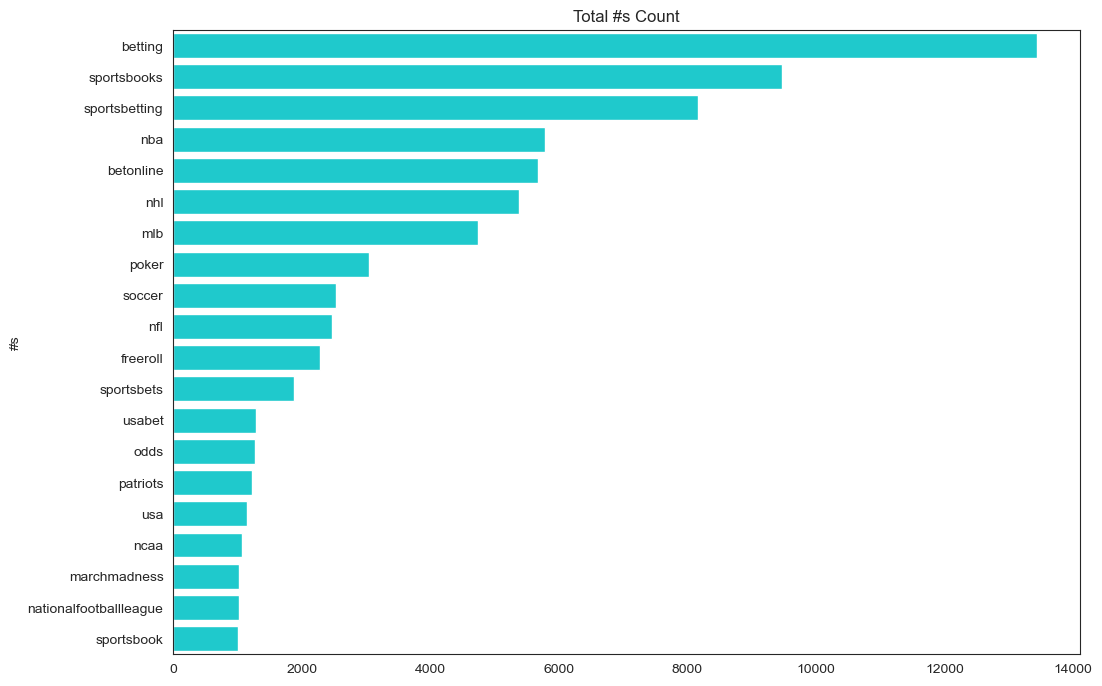 Total #s Count
betting
sportsbooks
sportsbetting
nba
betonline
nhl
mlb
poker
soccer
nfl
freeroll
sportsbets
usabet
odds
patriots
usa
ncaa
marchmadness
nationalfootballleague
sportsbook
#s
0 2000 4000 6000 8000 10000 12000 14000